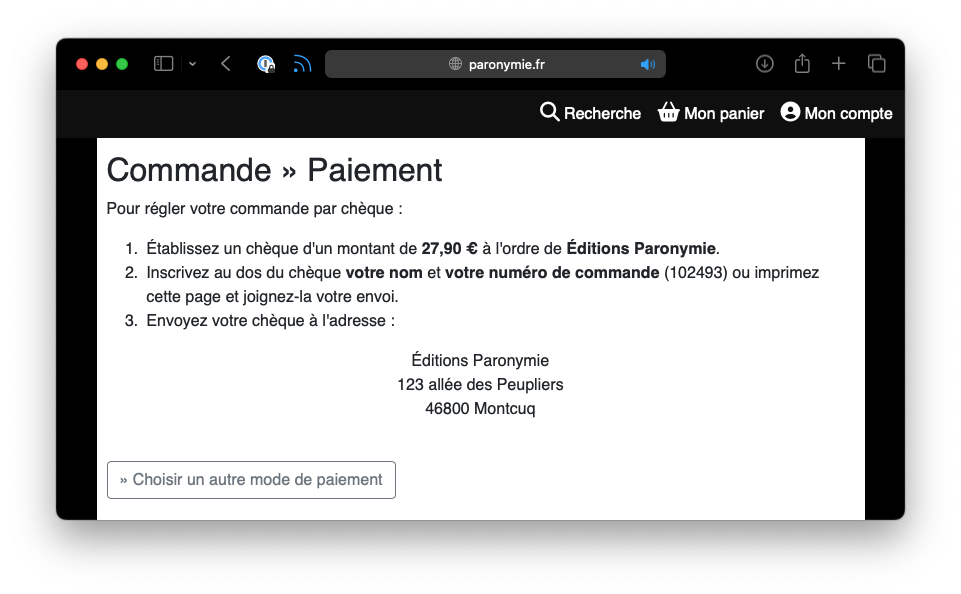 paronymie.fr
Recherche Mon panier Mon compte
Commande » Paiement
Pour régler votre commande par chèque :
1. Établissez un chèque d'un montant de 27,90 € à l'ordre de Éditions Paronymie.
2. Inscrivez au dos du chèque votre nom et votre numéro de commande (102493) ou imprimez
cette page et joignez-la votre envoi.
3. Envoyez votre chèque à l'adresse :
Éditions Paronymie
123 allée des Peupliers
46800 Montcuq
» Choisir un autre mode de paiement